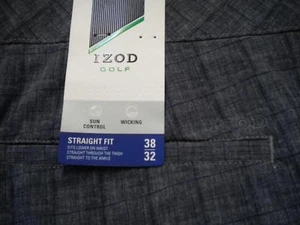 IZOD
GOLF
SUN CONTROL
WICKING
STRAIGHT FIT
SITS LOWER ON WAIST
STRAIGHT THROUGH THE THIGH
STRAIGHT TO THE ANKLE
38
32